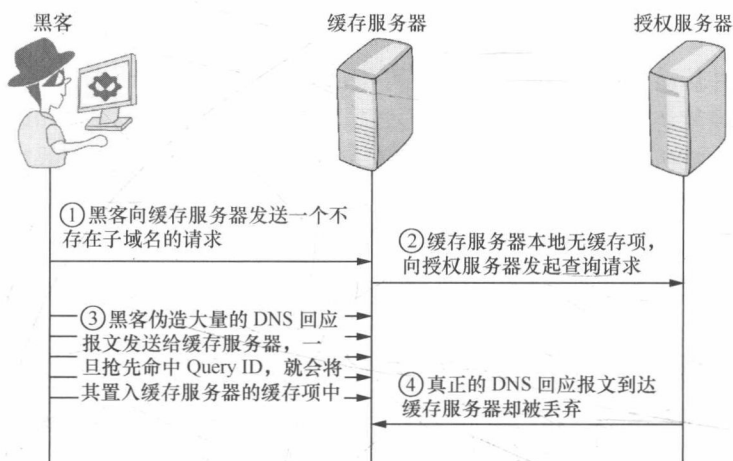 黑客
缓存服务器
授权服务器
①黑客向缓存服务器发送一个不
存在子域名的请求
②缓存服务器本地无缓存项，
向授权服务器发起查询请求
③黑客伪造大量的 DNS 回应
报文发送给缓存服务器，一
旦抢先命中 Query ID，就会将
其置入缓存服务器的缓存项中
④真正的 DNS 回应报文到达
缓存服务器却被丢弃